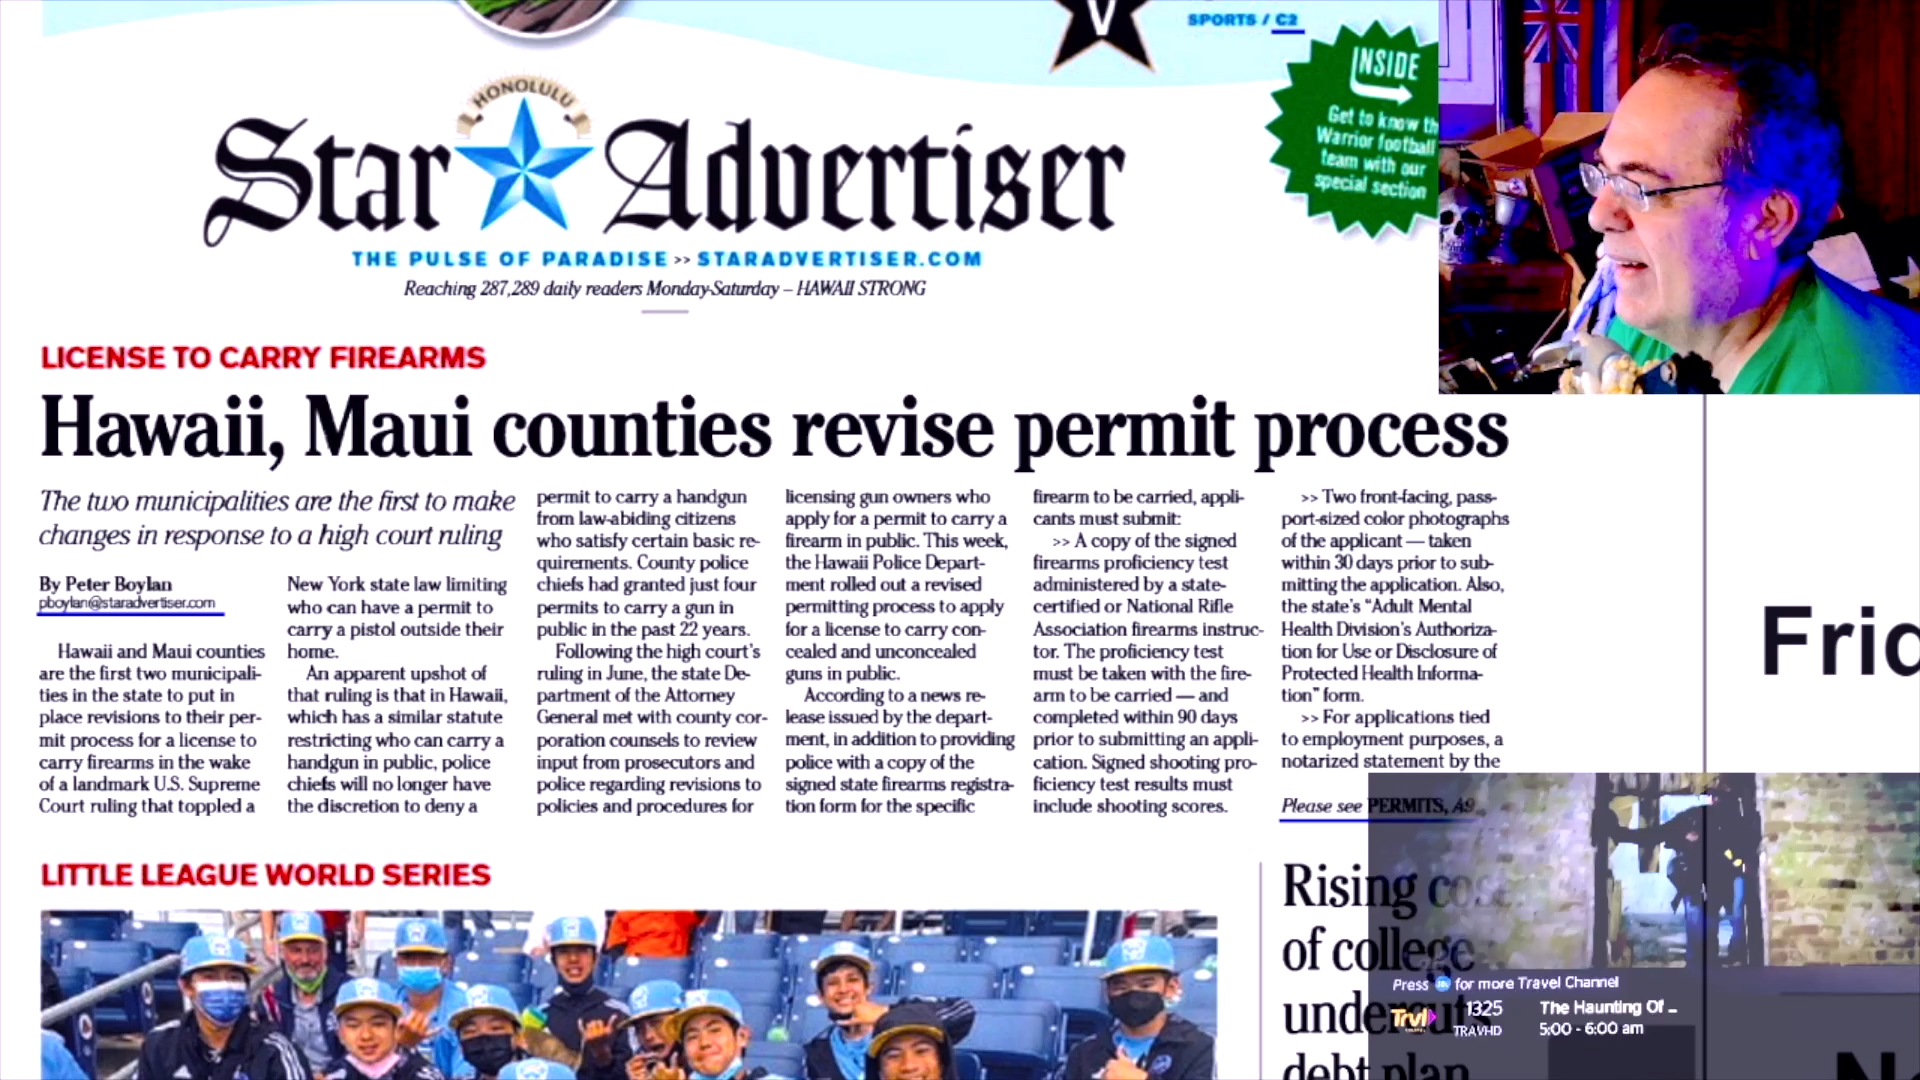 SPORTS / C2
V
INSIDE
Get to know th
Warrior football
team with our
special section
HONOLULU
Star Advertiser
THE PULSE OF PARADISE >> STARADVERTISER.COM
Reaching 287,289 daily readers Monday-Saturday – HAWAII STRONG
LICENSE TO CARRY FIREARMS
Hawaii, Maui counties revise permit process
The two municipalities are the first to make
changes in response to a high court ruling
By Peter Boylan
pboylan@staradvertiser.com
Hawaii and Maui counties
are the first two municipali-
ties in the state to put in
place revisions to their per-
mit process for a license to
carry firearms in the wake
of a landmark U.S. Supreme
Court ruling that toppled a
New York state law limiting
who can have a permit to
carry a pistol outside their
home.
An apparent upshot of
that ruling is that in Hawaii,
which has a similar statute
restricting who can carry a
handgun in public, police
chiefs will no longer have
the discretion to deny a
permit to carry a handgun
from law-abiding citizens
who satisfy certain basic re-
quirements. County police
chiefs had granted just four
permits to carry a gun in
public in the past 22 years.
Following the high court's
ruling in June, the state De-
partment of the Attorney
General met with county cor-
poration counsels to review
input from prosecutors and
police regarding revisions to
policies and procedures for
licensing gun owners who
apply for a permit to carry a
firearm in public. This week,
the Hawaii Police Depart-
ment rolled out a revised
permitting process to apply
for a license to carry con-
cealed and unconcealed
guns in public.
According to a news re-
lease issued by the depart-
ment, in addition to providing
police with a copy of the
signed state firearms registra-
tion form for the specific
firearm to be carried, appli-
cants must submit:
>> A copy of the signed
firearms proficiency test
administered by a state-
certified or National Rifle
Association firearms instruc-
tor. The proficiency test
must be taken with the fire-
arm to be carried — and
completed within 90 days
prior to submitting an appli-
cation. Signed shooting pro-
ficiency test results must
include shooting scores.
>> Two front-facing, pass-
port-sized color photographs
of the applicant — taken
within 30 days prior to sub-
mitting the application. Also,
the state's “Adult Mental
Health Division's Authoriza-
tion for Use or Disclosure of
Protected Health Informa-
tion” form.
>> For applications tied
to employment purposes, a
notarized statement by the
Please see PERMITS, A9
Frid
LITTLE LEAGUE WORLD SERIES
Rising cos
of college
undercut
debt plan
Press for more Travel Channel
Trvl
1325
TRAVHD
The Haunting Of ...
5:00 - 6:00 am